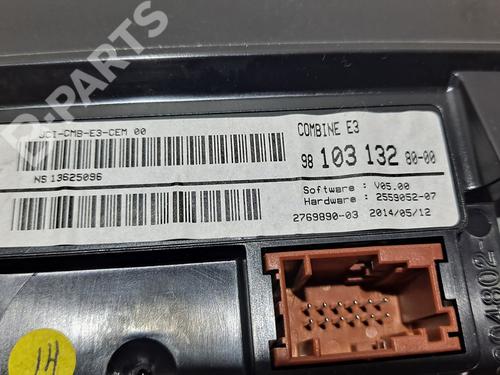 B-PARTS
JCI-CMB-E3-CEM 00
COMBINE E3
98 103 132 80-00
NS 13625096
Software : V05.00
Hardware : 2559052-07
2769890-03 2014/05/12
14